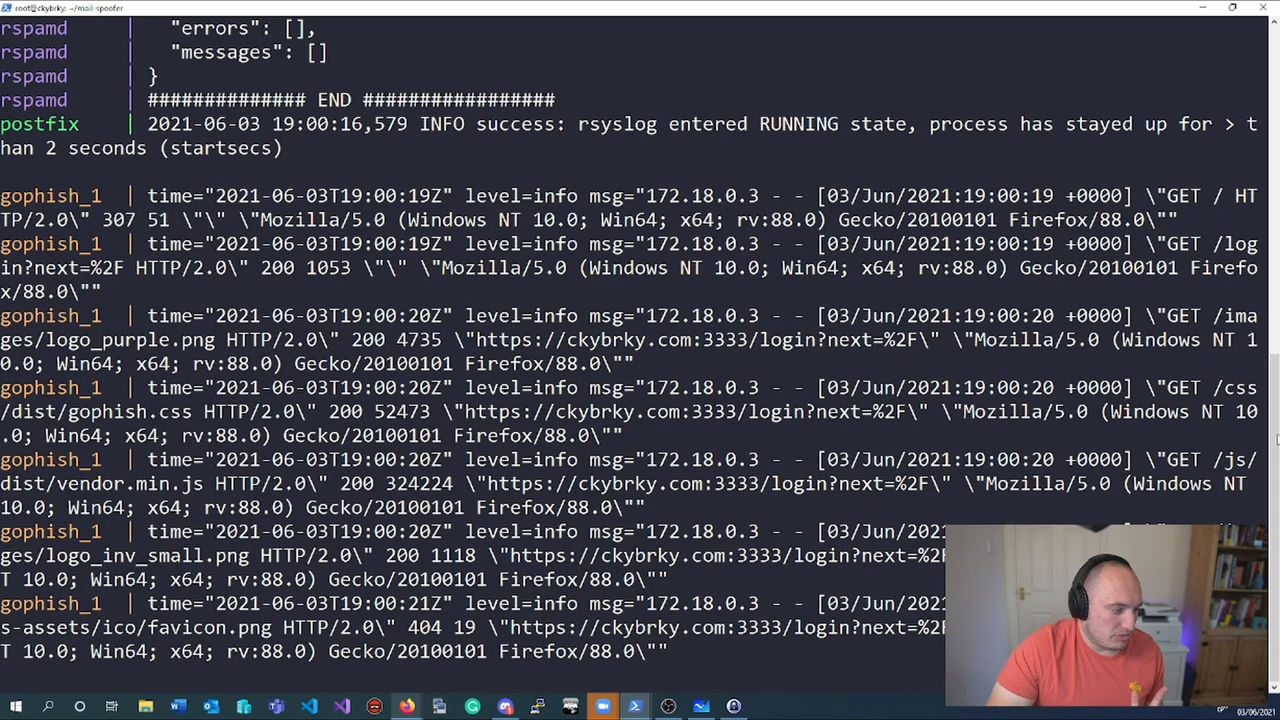 root@ckybrky: ~/mail-spoofer
rspamd | "errors": [],
rspamd | "messages": []
rspamd | }
rspamd | ############## END #################
postfix | 2021-06-03 19:00:16,579 INFO success: rsyslog entered RUNNING state, process has stayed up for > t
han 2 seconds (startsecs)
gophish_1 | time="2021-06-03T19:00:19Z" level=info msg="172.18.0.3 - - [03/Jun/2021:19:00:19 +0000] \"GET / HT
TP/2.0\" 307 51 \"\" \"Mozilla/5.0 (Windows NT 10.0; Win64; x64; rv:88.0) Gecko/20100101 Firefox/88.0\""
gophish_1 | time="2021-06-03T19:00:19Z" level=info msg="172.18.0.3 - - [03/Jun/2021:19:00:19 +0000] \"GET /log
in?next=%2F HTTP/2.0\" 200 1053 \"\" \"Mozilla/5.0 (Windows NT 10.0; Win64; x64; rv:88.0) Gecko/20100101 Firefo
x/88.0\""
gophish_1 | time="2021-06-03T19:00:20Z" level=info msg="172.18.0.3 - - [03/Jun/2021:19:00:20 +0000] \"GET /ima
ges/logo_purple.png HTTP/2.0\" 200 4735 \"https://ckybrky.com:3333/login?next=%2F\" \"Mozilla/5.0 (Windows NT 1
0.0; Win64; x64; rv:88.0) Gecko/20100101 Firefox/88.0\""
gophish_1 | time="2021-06-03T19:00:20Z" level=info msg="172.18.0.3 - - [03/Jun/2021:19:00:20 +0000] \"GET /css
/dist/gophish.css HTTP/2.0\" 200 52473 \"https://ckybrky.com:3333/login?next=%2F\" \"Mozilla/5.0 (Windows NT 10
.0; Win64; x64; rv:88.0) Gecko/20100101 Firefox/88.0\""
gophish_1 | time="2021-06-03T19:00:20Z" level=info msg="172.18.0.3 - - [03/Jun/2021:19:00:20 +0000] \"GET /js/
dist/vendor.min.js HTTP/2.0\" 200 324224 \"https://ckybrky.com:3333/login?next=%2F\" \"Mozilla/5.0 (Windows NT
10.0; Win64; x64; rv:88.0) Gecko/20100101 Firefox/88.0\""
gophish_1 | time="2021-06-03T19:00:20Z" level=info msg="172.18.0.3 - - [03/Jun/2021:19:00:20 +0000]
ges/logo_inv_small.png HTTP/2.0\" 200 1118 \"https://ckybrky.com:3333/login?next=%2F
T 10.0; Win64; x64; rv:88.0) Gecko/20100101 Firefox/88.0\""
gophish_1 | time="2021-06-03T19:00:21Z" level=info msg="172.18.0.3 - - [03/Jun/2021:
s-assets/ico/favicon.png HTTP/2.0\" 404 19 \"https://ckybrky.com:3333/login?next=%2F
T 10.0; Win64; x64; rv:88.0) Gecko/20100101 Firefox/88.0\""
03/06/2021